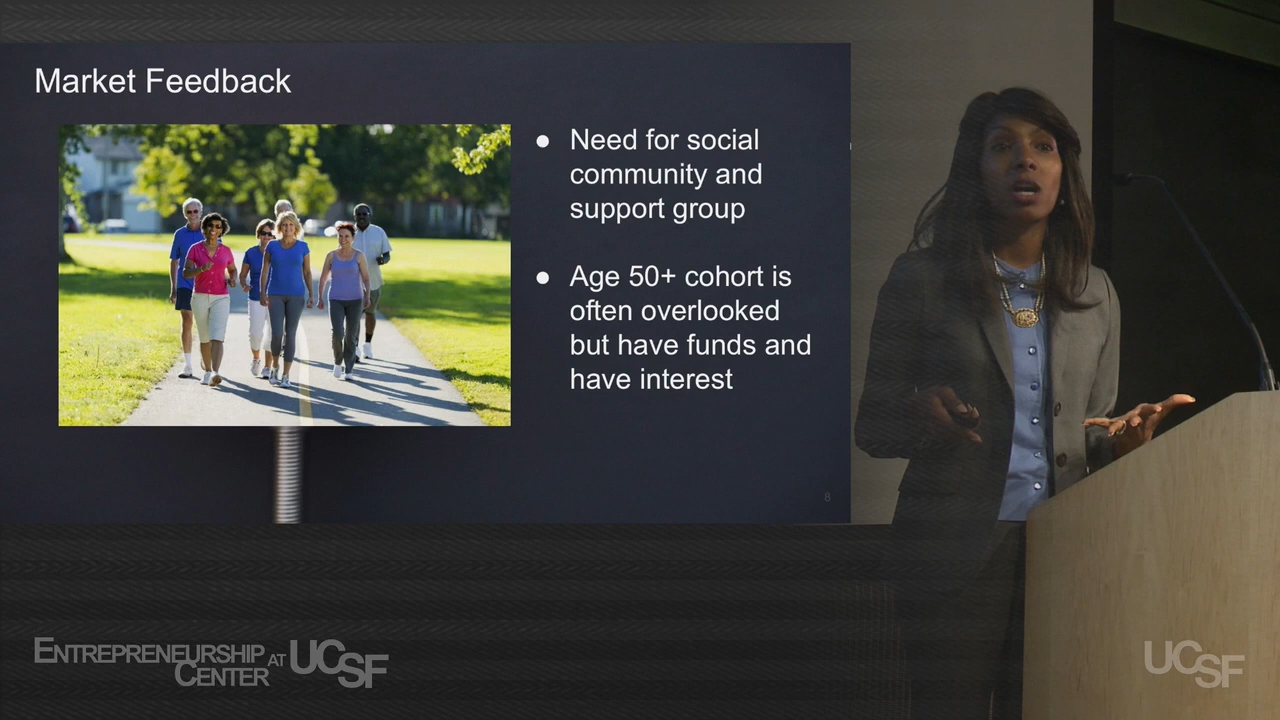 Market Feedback
● Need for social
community and
support group
● Age 50+ cohort is
often overlooked
but have funds and
have interest
8
ENTREPRENEURSHIP AT UCSF
CENTER
UCSF